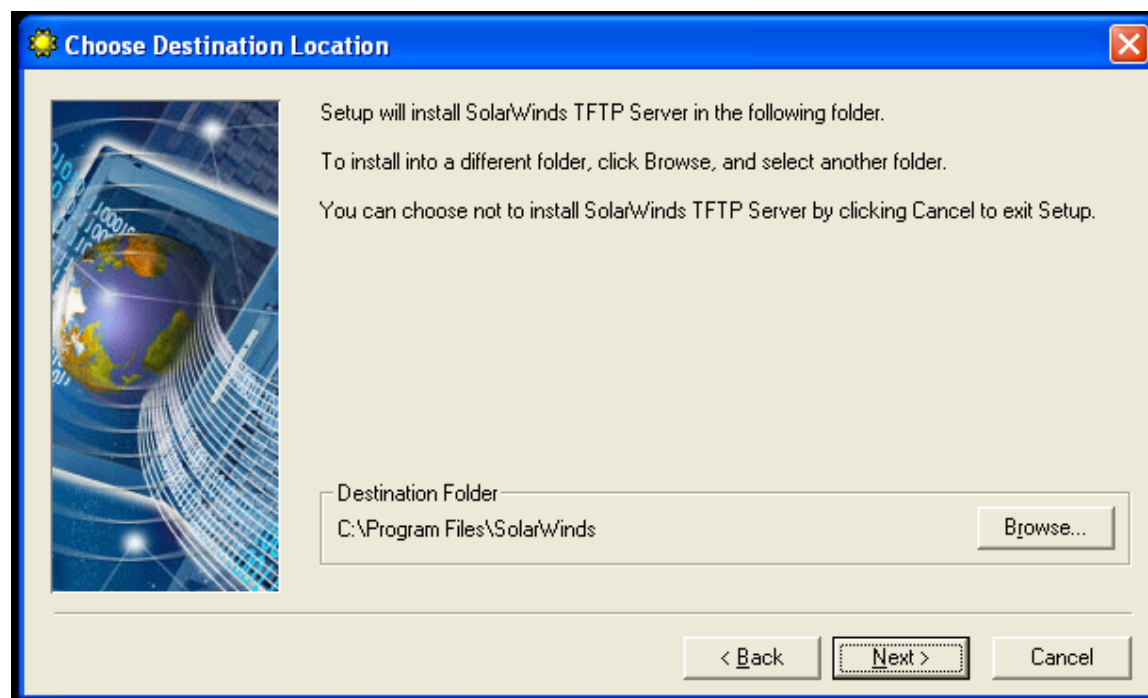 Choose Destination Location
Setup will install SolarWinds TFTP Server in the following folder.
To install into a different folder, click Browse, and select another folder.
You can choose not to install SolarWinds TFTP Server by clicking Cancel to exit Setup.
Destination Folder
C:\Program Files\SolarWinds
Browse...
< Back
Next >
Cancel